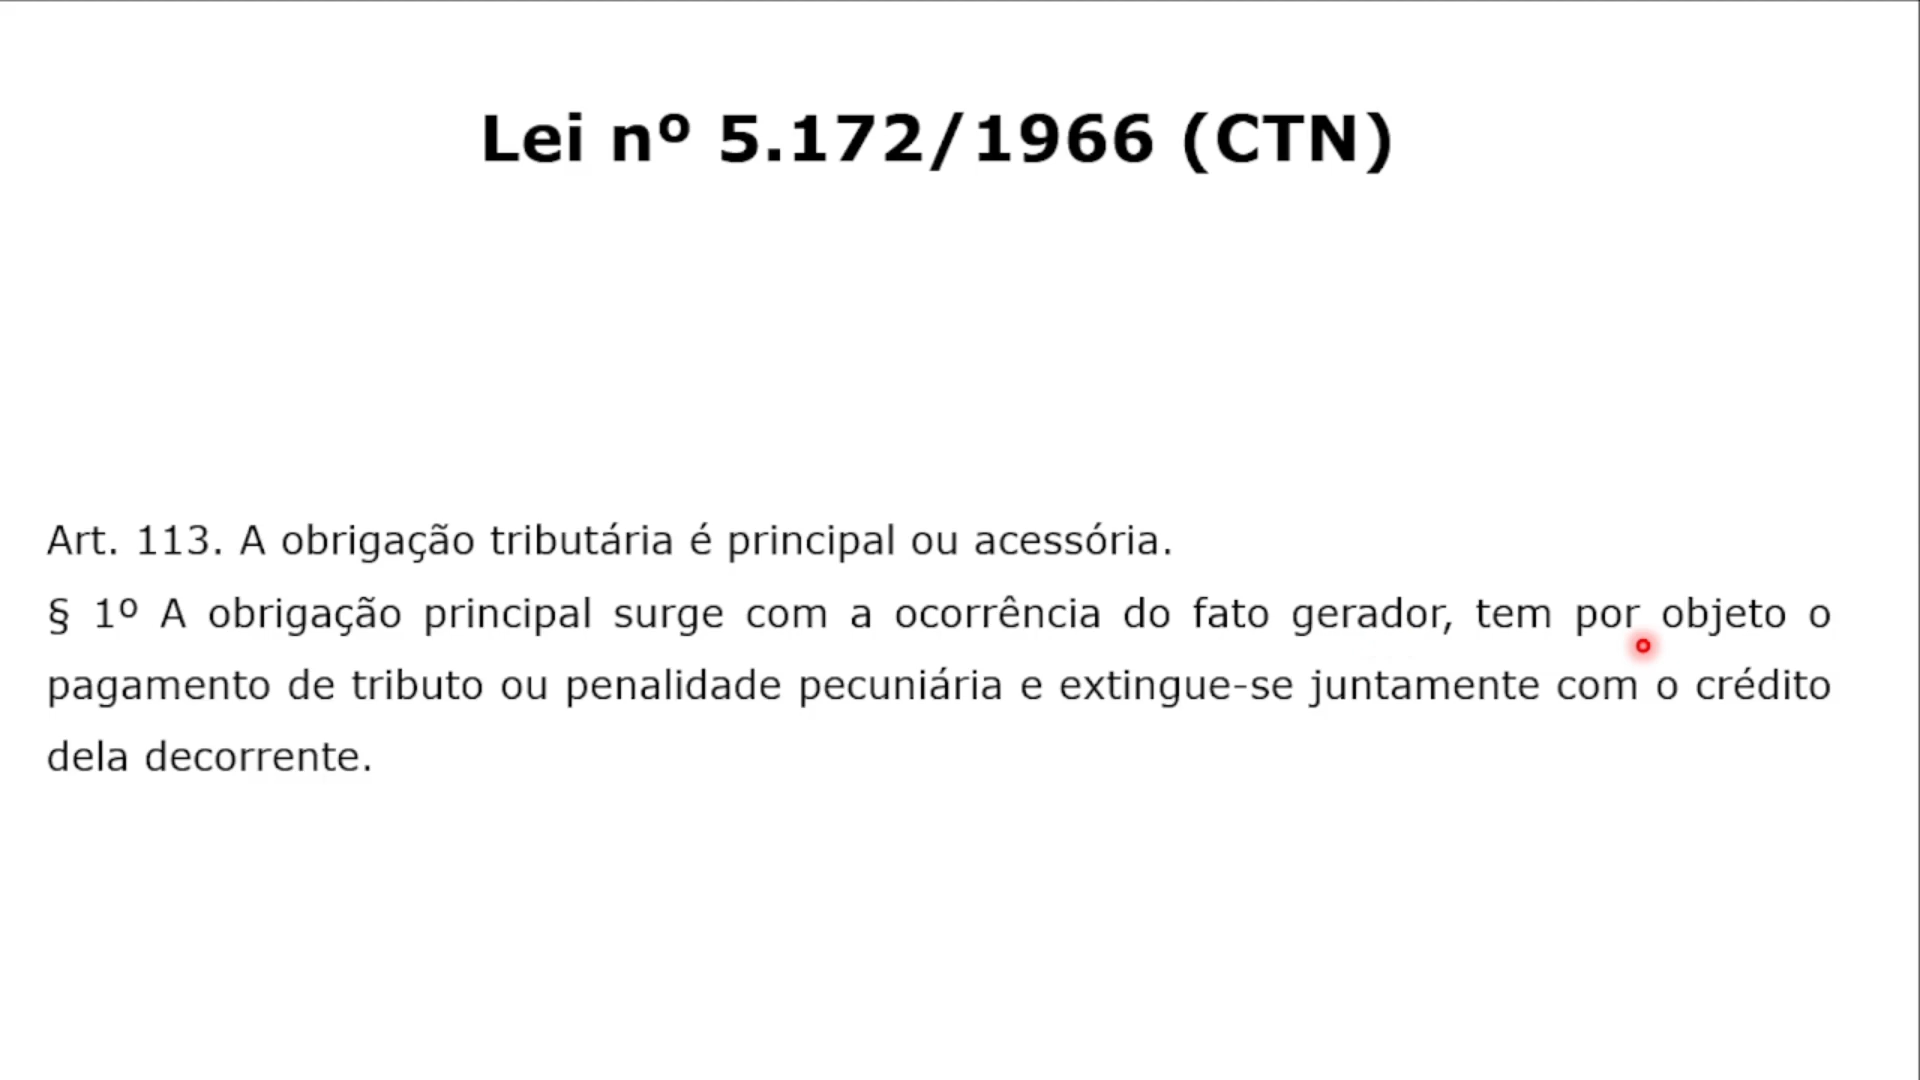 Lei nº 5.172/1966 (CTN)
Art. 113. A obrigação tributária é principal ou acessória.
§ 1º A obrigação principal surge com a ocorrência do fato gerador, tem por objeto o
pagamento de tributo ou penalidade pecuniária e extingue-se juntamente com o crédito
dela decorrente.